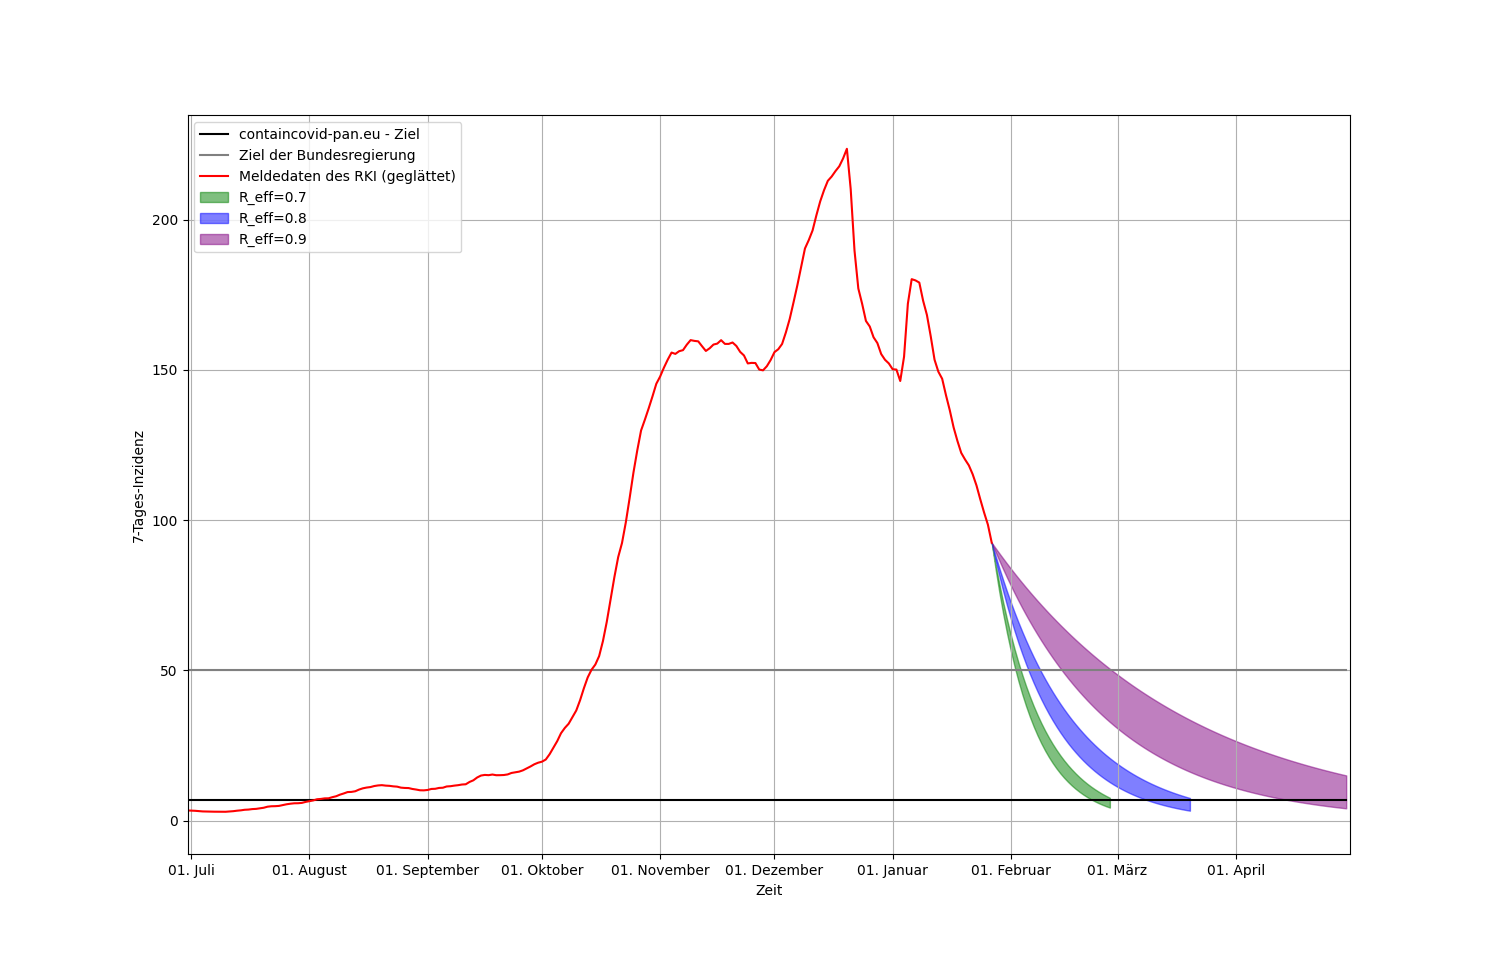 containcovid-pan.eu - Ziel
Ziel der Bundesregierung
Meldedaten des RKI (geglättet)
R_eff=0.7
R_eff=0.8
R_eff=0.9
7-Tages-Inzidenz
200
150
100
50
0
01. Juli 01. August 01. September 01. Oktober 01. November 01. Dezember 01. Januar 01. Februar 01. März 01. April
Zeit